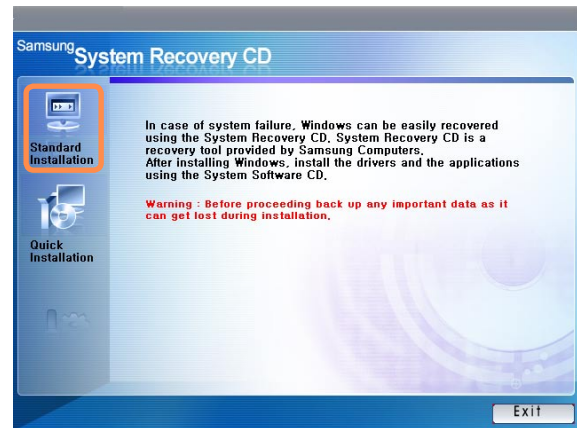 Samsung System Recovery CD
Standard
Installation
Quick
Installation
In case of system failure, Windows can be easily recovered
using the System Recovery CD. System Recovery CD is a
recovery tool provided by Samsung Computers.
After installing Windows, install the drivers and the applications
using the System Software CD.
Warning : Before proceeding back up any important data as it
can get lost during installation.
Exit